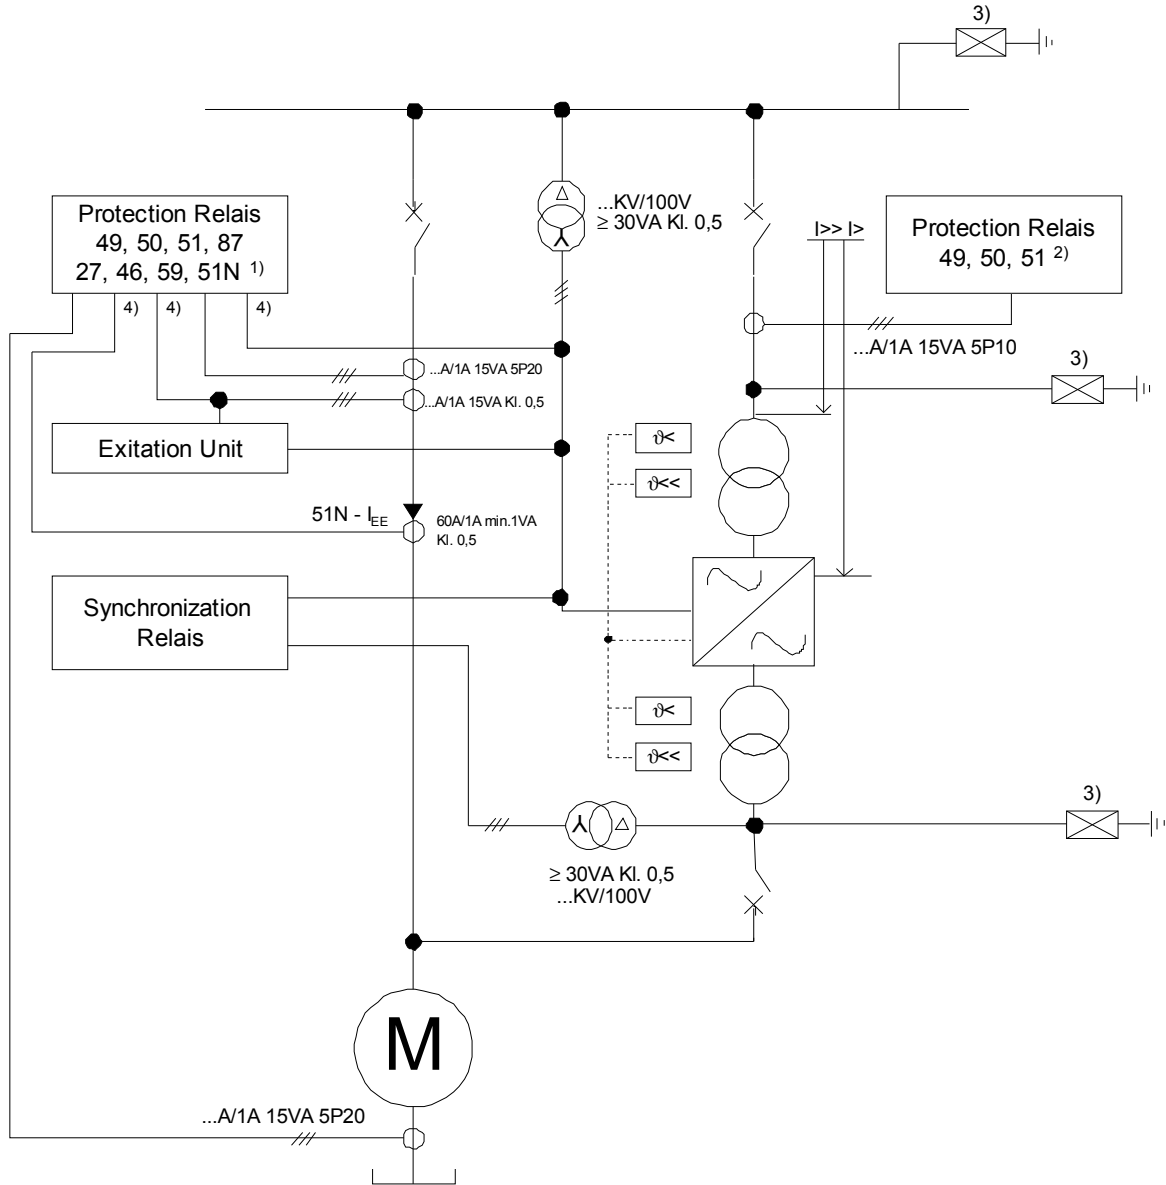 3)
Protection Relais
49, 50, 51, 87
27, 46, 59, 51N 1)
4) 4) 4)
...KV/100V
≥ 30VA Kl. 0,5
I>> I>
Protection Relais
49, 50, 51 2)
...A/1A 15VA 5P10
3)
...A/1A 15VA 5P20
...A/1A 15VA Kl. 0,5
Exitation Unit
ϑ<
ϑ<<
51N - IEE
60A/1A min.1VA
Kl. 0,5
Synchronization
Relais
ϑ<
ϑ<<
3)
≥ 30VA Kl. 0,5
...KV/100V
M
...A/1A 15VA 5P20